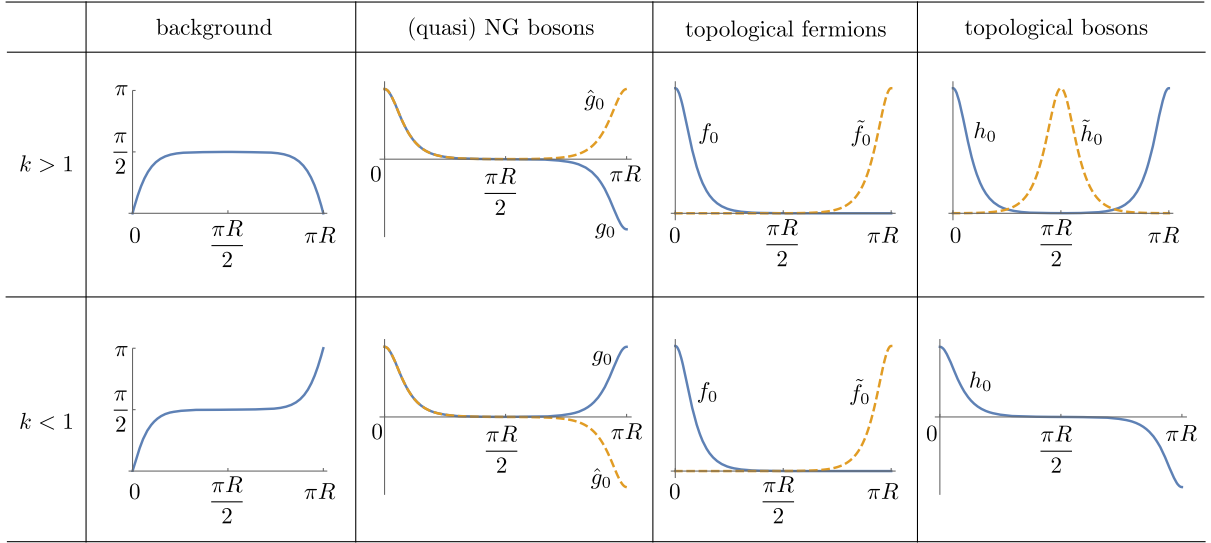 background (quasi) NG bosons topological fermions topological bosons
k > 1
π
π/2
0 πR/2 πR
ĝ₀
0 πR/2 πR
g₀
f₀ f̃₀
0 πR/2 πR
h₀ h̃₀
0 πR/2 πR
k < 1
π
π/2
0 πR/2 πR
g₀
0 πR/2 πR
ĝ₀
f₀ f̃₀
0 πR/2 πR
h₀
0 πR/2 πR